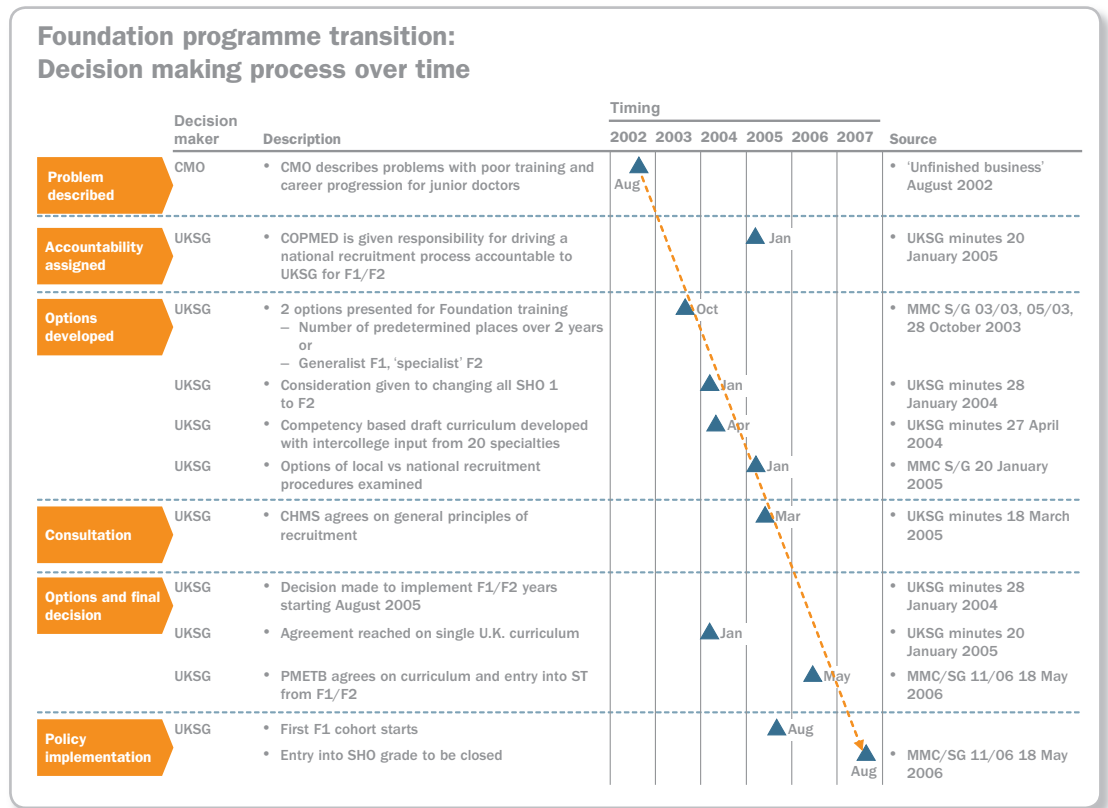 Foundation programme transition:
Decision making process over time
Timing
Decision
maker
Description
2002 2003 2004 2005 2006 2007
Source
Problem
described
CMO
• CMO describes problems with poor training and
career progression for junior doctors
Aug
• 'Unfinished business'
August 2002
Accountability
assigned
UKSG
• COPMED is given responsibility for driving a
national recruitment process accountable to
UKSG for F1/F2
Jan
• UKSG minutes 20
January 2005
Options
developed
UKSG
• 2 options presented for Foundation training
– Number of predetermined places over 2 years
or
– Generalist F1, 'specialist' F2
Oct
• MMC S/G 03/03, 05/03,
28 October 2003
UKSG
• Consideration given to changing all SHO 1
to F2
Jan
• UKSG minutes 28
January 2004
UKSG
• Competency based draft curriculum developed
with intercollege input from 20 specialties
Apr
• UKSG minutes 27 April
2004
UKSG
• Options of local vs national recruitment
procedures examined
Jan
• MMC S/G 20 January
2005
Consultation
UKSG
• CHMS agrees on general principles of
recruitment
Mar
• UKSG minutes 18 March
2005
Options and final
decision
UKSG
• Decision made to implement F1/F2 years
starting August 2005
• UKSG minutes 28
January 2004
UKSG
• Agreement reached on single U.K. curriculum
Jan
• UKSG minutes 20
January 2005
UKSG
• PMETB agrees on curriculum and entry into ST
from F1/F2
May
• MMC/SG 11/06 18 May
2006
Policy
implementation
UKSG
• First F1 cohort starts
Aug
• Entry into SHO grade to be closed
Aug
• MMC/SG 11/06 18 May
2006